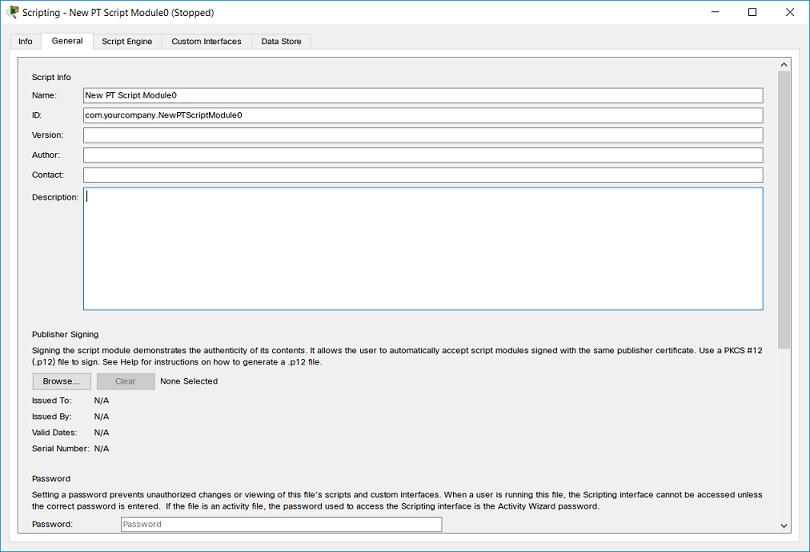 Scripting - New PT Script Module0 (Stopped)
Info General Script Engine Custom Interfaces Data Store
Script Info
Name: New PT Script Module0
ID: com.yourcompany.NewPTScriptModule0
Version:
Author:
Contact:
Description:
Publisher Signing
Signing the script module demonstrates the authenticity of its contents. It allows the user to automatically accept script modules signed with the same publisher certificate. Use a PKCS #12
(.p12) file to sign. See Help for instructions on how to generate a .p12 file.
Browse... Clear None Selected
Issued To: N/A
Issued By: N/A
Valid Dates: N/A
Serial Number: N/A
Password
Setting a password prevents unauthorized changes or viewing of this file's scripts and custom interfaces. When a user is running this file, the Scripting interface cannot be accessed unless
the correct password is entered. If the file is an activity file, the password used to access the Scripting interface is the Activity Wizard password.
Password: Password